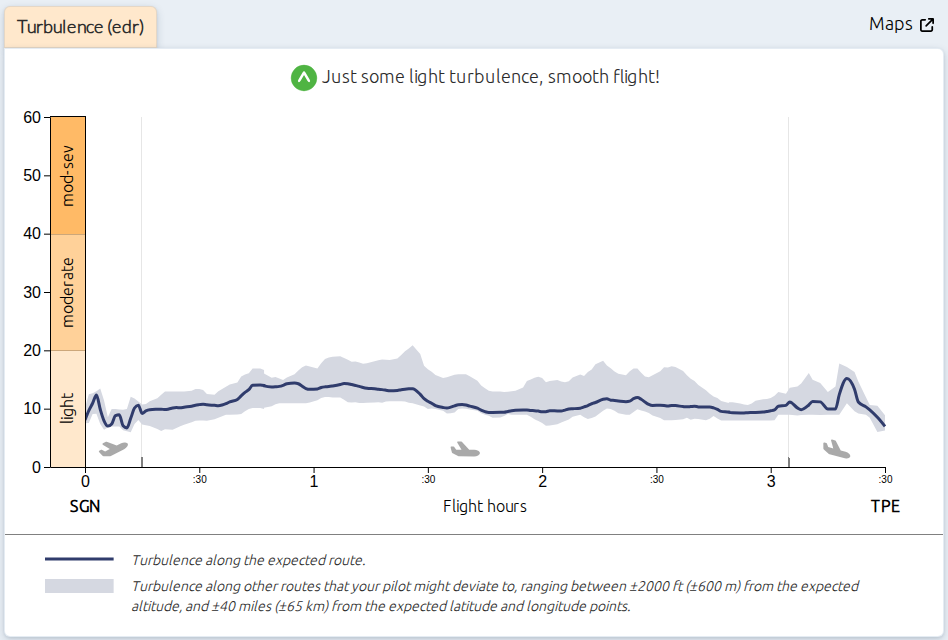 Turbulence (edr)
Maps
Just some light turbulence, smooth flight!
60
50
40
30
20
10
0
mod-sev
moderate
light
0 :30 1 :30 2 :30 3 :30
SGN Flight hours TPE
Turbulence along the expected route.
Turbulence along other routes that your pilot might deviate to, ranging between ±2000 ft (±600 m) from the expected
altitude, and ±40 miles (±65 km) from the expected latitude and longitude points.